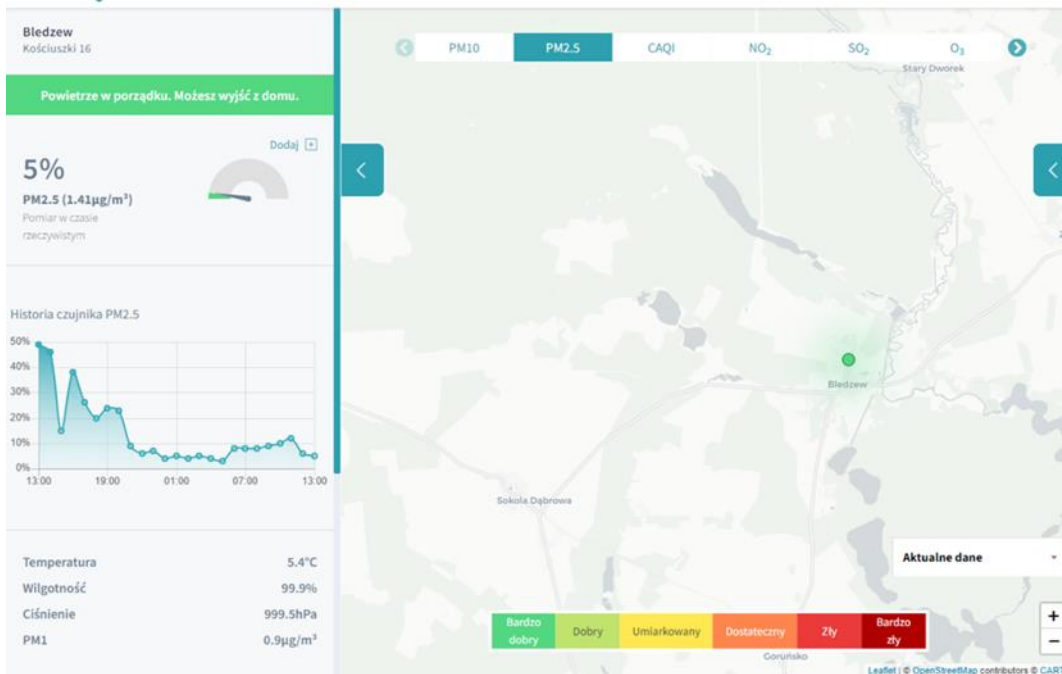 Bledzew
Kościuszki 16
Powietrze w porządku. Możesz wyjść z domu.
Dodaj
5%
PM2.5 (1.41µg/m³)
Pomiar w czasie
rzeczywistym
Historia czujnika PM2.5
50%
40%
30%
20%
10%
0%
13:00 19:00 01:00 07:00 13:00
Temperatura 5.4°C
Wilgotność 99.9%
Ciśnienie 999.5hPa
PM1 0.9µg/m³
PM10 PM2.5 CAQI NO₂ SO₂ O₃
Stary Dworek
Bledzew
Sokola Dąbrowa
Aktualne dane
Bardzo dobry Dobry Umiarkowany Dostateczny Zły Bardzo zły
Goruńsko
+
−
Leaflet | © OpenStreetMap contributors © CART